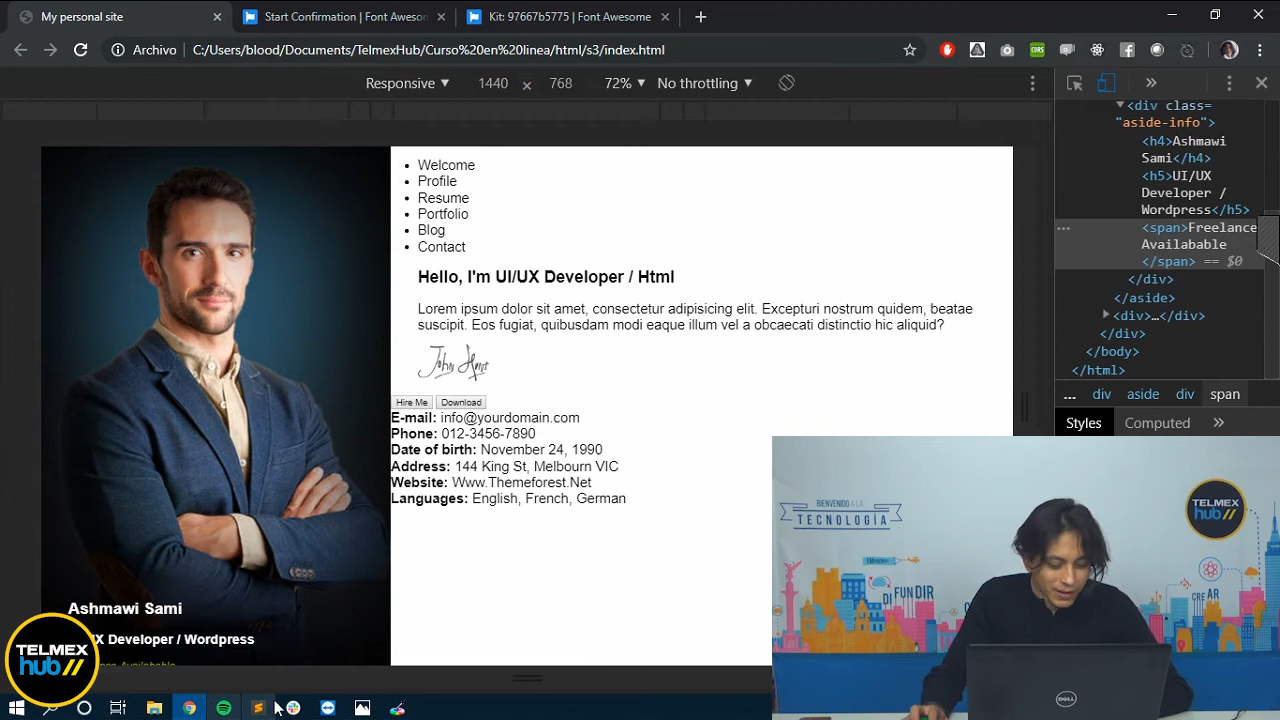 My personal site
Start Confirmation | Font Aweson
Kit: 97667b5775 | Font Awesome
Archivo
C:/Users/blood/Documents/TelmexHub/Curso%20en%20linea/html/s3/index.html
CORS
Responsive
1440
×
768
72%
No throttling
<div class=
"aside-info">
<h4>Ashmawi
Sami</h4>
<h5>UI/UX
Developer /
Wordpress</h5>
<span>Freelance
Availabable
</span> == $0
</div>
</aside>
<div>…</div>
</div>
</body>
</html>
... div aside div span
Styles
Computed
Welcome
Profile
Resume
Portfolio
Blog
Contact
Hello, I'm UI/UX Developer / Html
Lorem ipsum dolor sit amet, consectetur adipisicing elit. Excepturi nostrum quidem, beatae
suscipit. Eos fugiat, quibusdam modi eaque illum vel a obcaecati distinctio hic aliquid?
Hire Me
Download
E-mail: info@yourdomain.com
Phone: 012-3456-7890
Date of birth: November 24, 1990
Address: 144 King St, Melbourn VIC
Website: Www.Themeforest.Net
Languages: English, French, German
Ashmawi Sami
X Developer / Wordpress
Availabable
TELMEX
hub//
BIENVENIDO A LA
TECNOLOGÍA
DIFUNDIR
CREAR
TELMEX
hub//
DELL